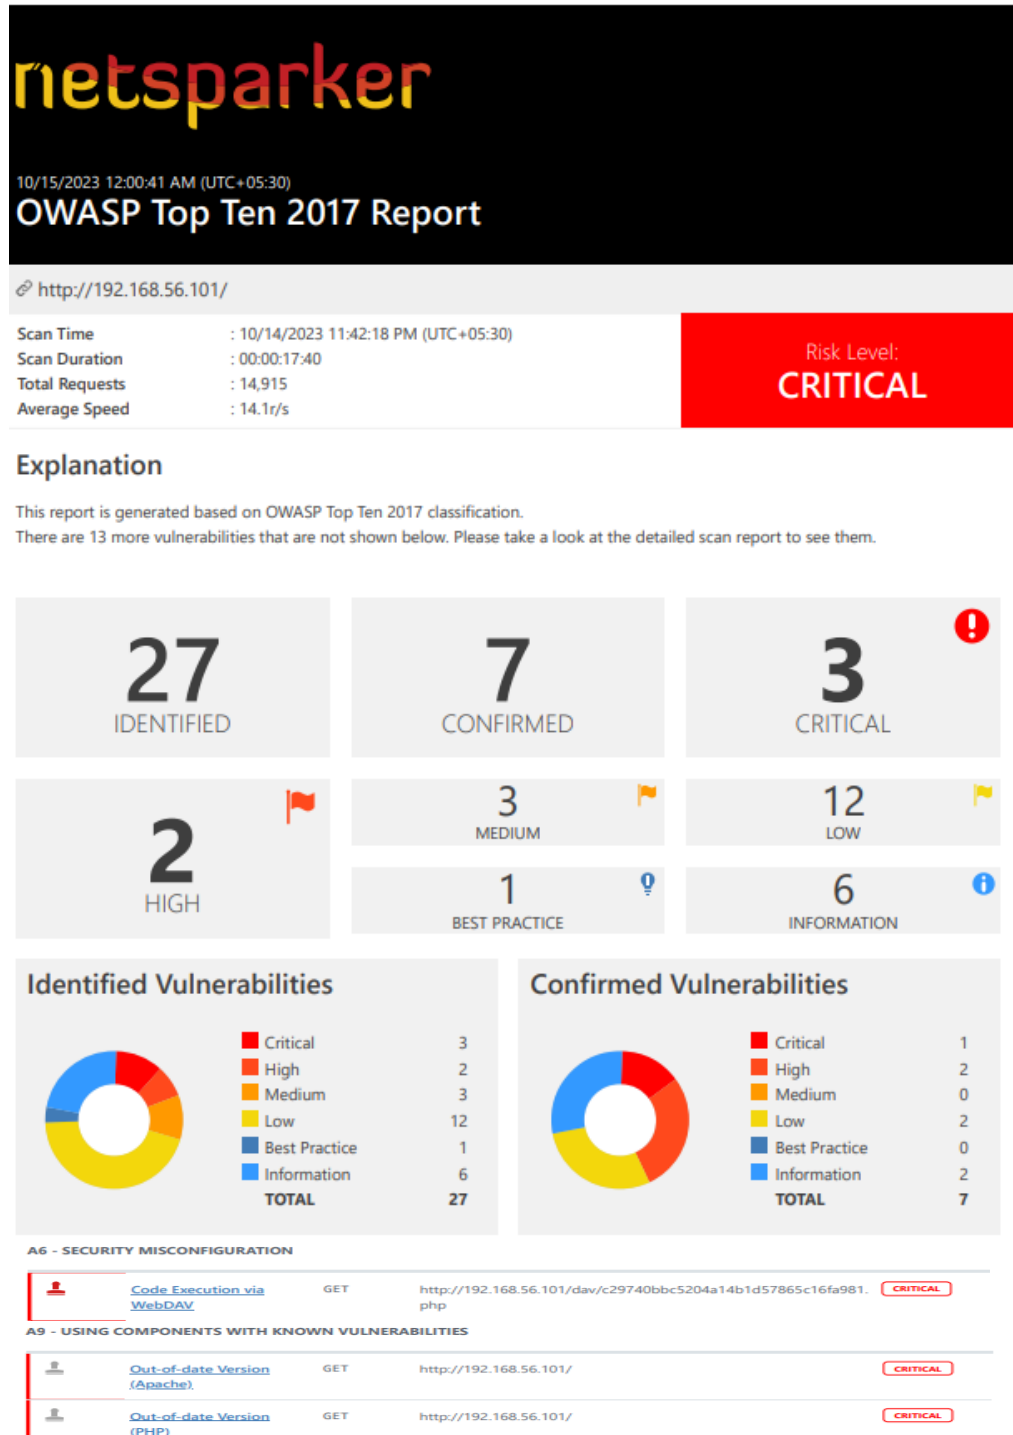 netsparker
10/15/2023 12:00:41 AM (UTC+05:30)
OWASP Top Ten 2017 Report
http://192.168.56.101/
Scan Time : 10/14/2023 11:42:18 PM (UTC+05:30)
Scan Duration : 00:00:17:40
Total Requests : 14,915
Average Speed : 14.1r/s
Risk Level:
CRITICAL
Explanation
This report is generated based on OWASP Top Ten 2017 classification.
There are 13 more vulnerabilities that are not shown below. Please take a look at the detailed scan report to see them.
27
IDENTIFIED
7
CONFIRMED
3
CRITICAL
2
HIGH
3
MEDIUM
12
LOW
1
BEST PRACTICE
6
INFORMATION
Identified Vulnerabilities
Critical 3
High 2
Medium 3
Low 12
Best Practice 1
Information 6
TOTAL 27
Confirmed Vulnerabilities
Critical 1
High 2
Medium 0
Low 2
Best Practice 0
Information 2
TOTAL 7
A6 - SECURITY MISCONFIGURATION
Code Execution via GET http://192.168.56.101/dav/c29740bbc5204a14b1d57865c16fa981. CRITICAL
WebDAV php
A9 - USING COMPONENTS WITH KNOWN VULNERABILITIES
Out-of-date Version GET http://192.168.56.101/ CRITICAL
(Apache)
Out-of-date Version GET http://192.168.56.101/ CRITICAL
(PHP)